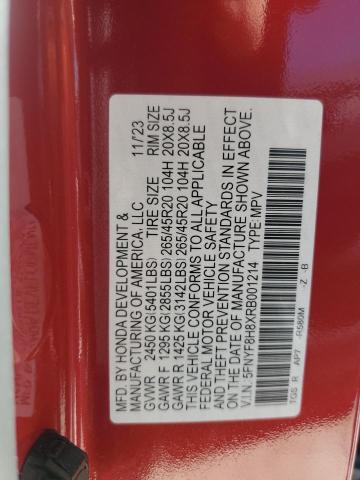 MFD. BY HONDA DEVELOPMENT &
MANUFACTURING OF AMERICA, LLC 11/'23
GVWR 2450 KG(5401LBS) TIRE SIZE RIM SIZE
GAWR F 1295 KG(2855LBS) 265/45R20 104H 20X8.5J
GAWR R 1425 KG(3142LBS) 265/45R20 104H 20X8.5J
THIS VEHICLE CONFORMS TO ALL APPLICABLE
FEDERAL MOTOR VEHICLE SAFETY
AND THEFT PREVENTION STANDARDS IN EFFECT
ON THE DATE OF MANUFACTURE SHOWN ABOVE.
V.I.N.: 5FNYF8H8XRB001214 TYPE: MPV
TGS R AP7 -R580M -Z -B